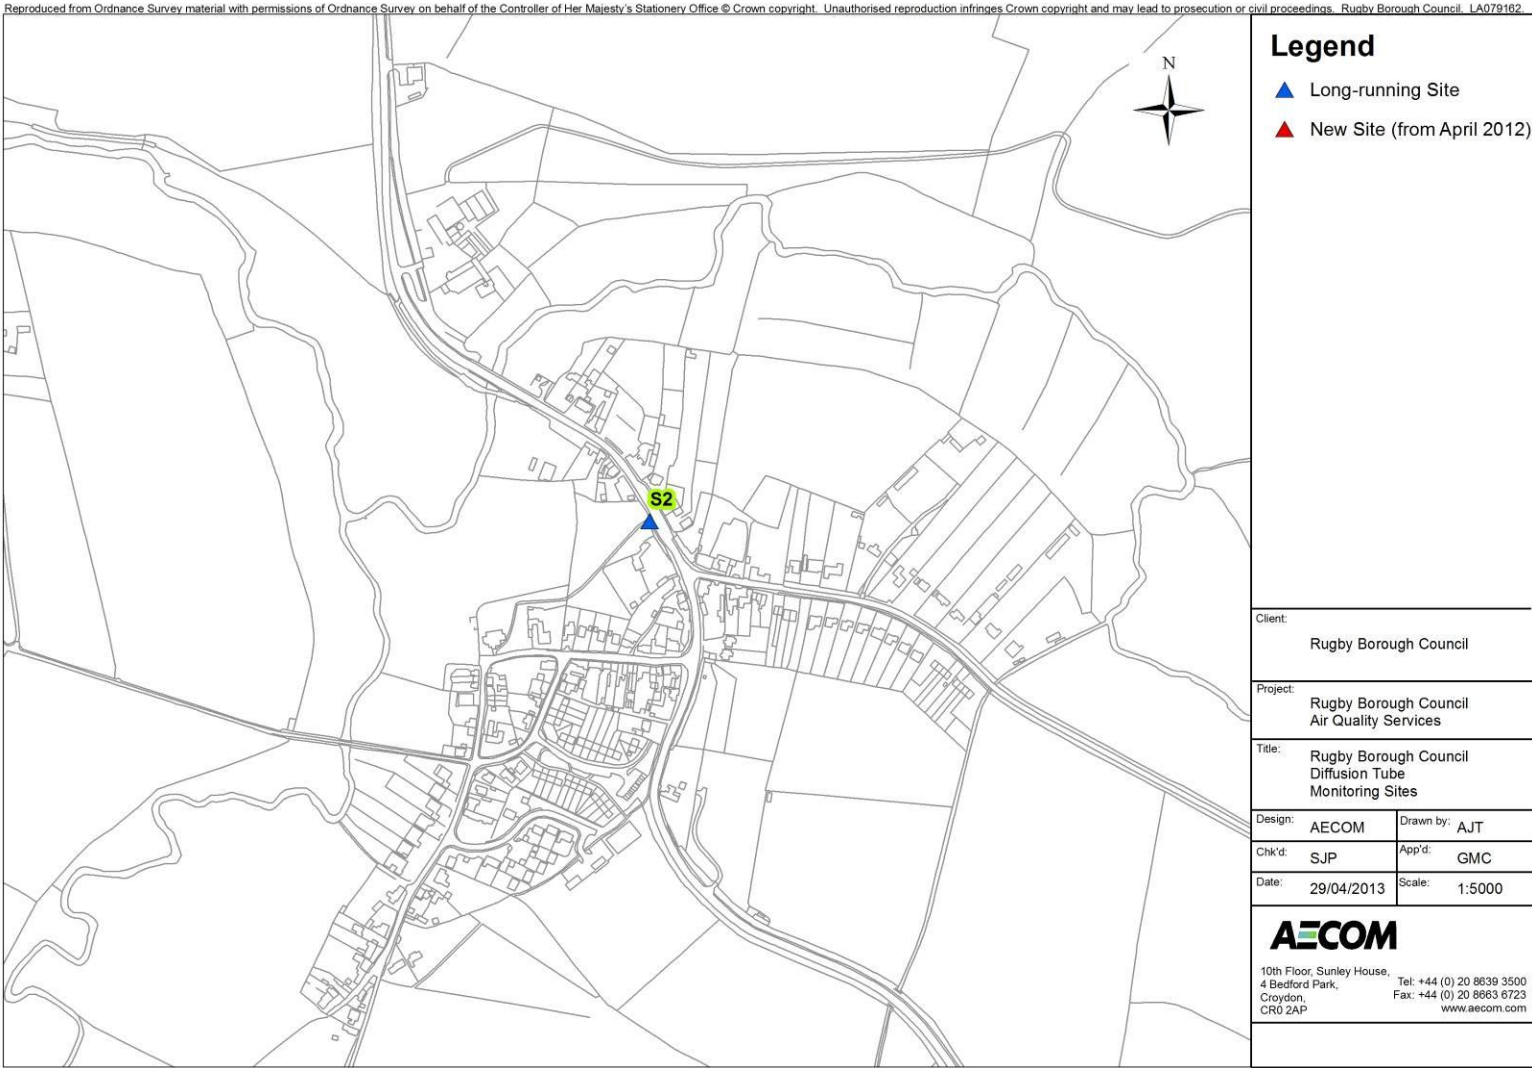 Reproduced from Ordnance Survey material with permissions of Ordnance Survey on behalf of the Controller of Her Majesty's Stationery Office © Crown copyright. Unauthorised reproduction infringes Crown copyright and may lead to prosecution or civil proceedings. Rugby Borough Council. LA079162.
N
S2
Legend
Long-running Site
New Site (from April 2012)
Client:
Rugby Borough Council
Project:
Rugby Borough Council
Air Quality Services
Title:
Rugby Borough Council
Diffusion Tube
Monitoring Sites
Design: AECOM Drawn by: AJT
Chk'd: SJP App'd: GMC
Date: 29/04/2013 Scale: 1:5000
AECOM
10th Floor, Sunley House,
4 Bedford Park,
Croydon,
CR0 2AP
Tel: +44 (0) 20 8639 3500
Fax: +44 (0) 20 8663 6723
www.aecom.com